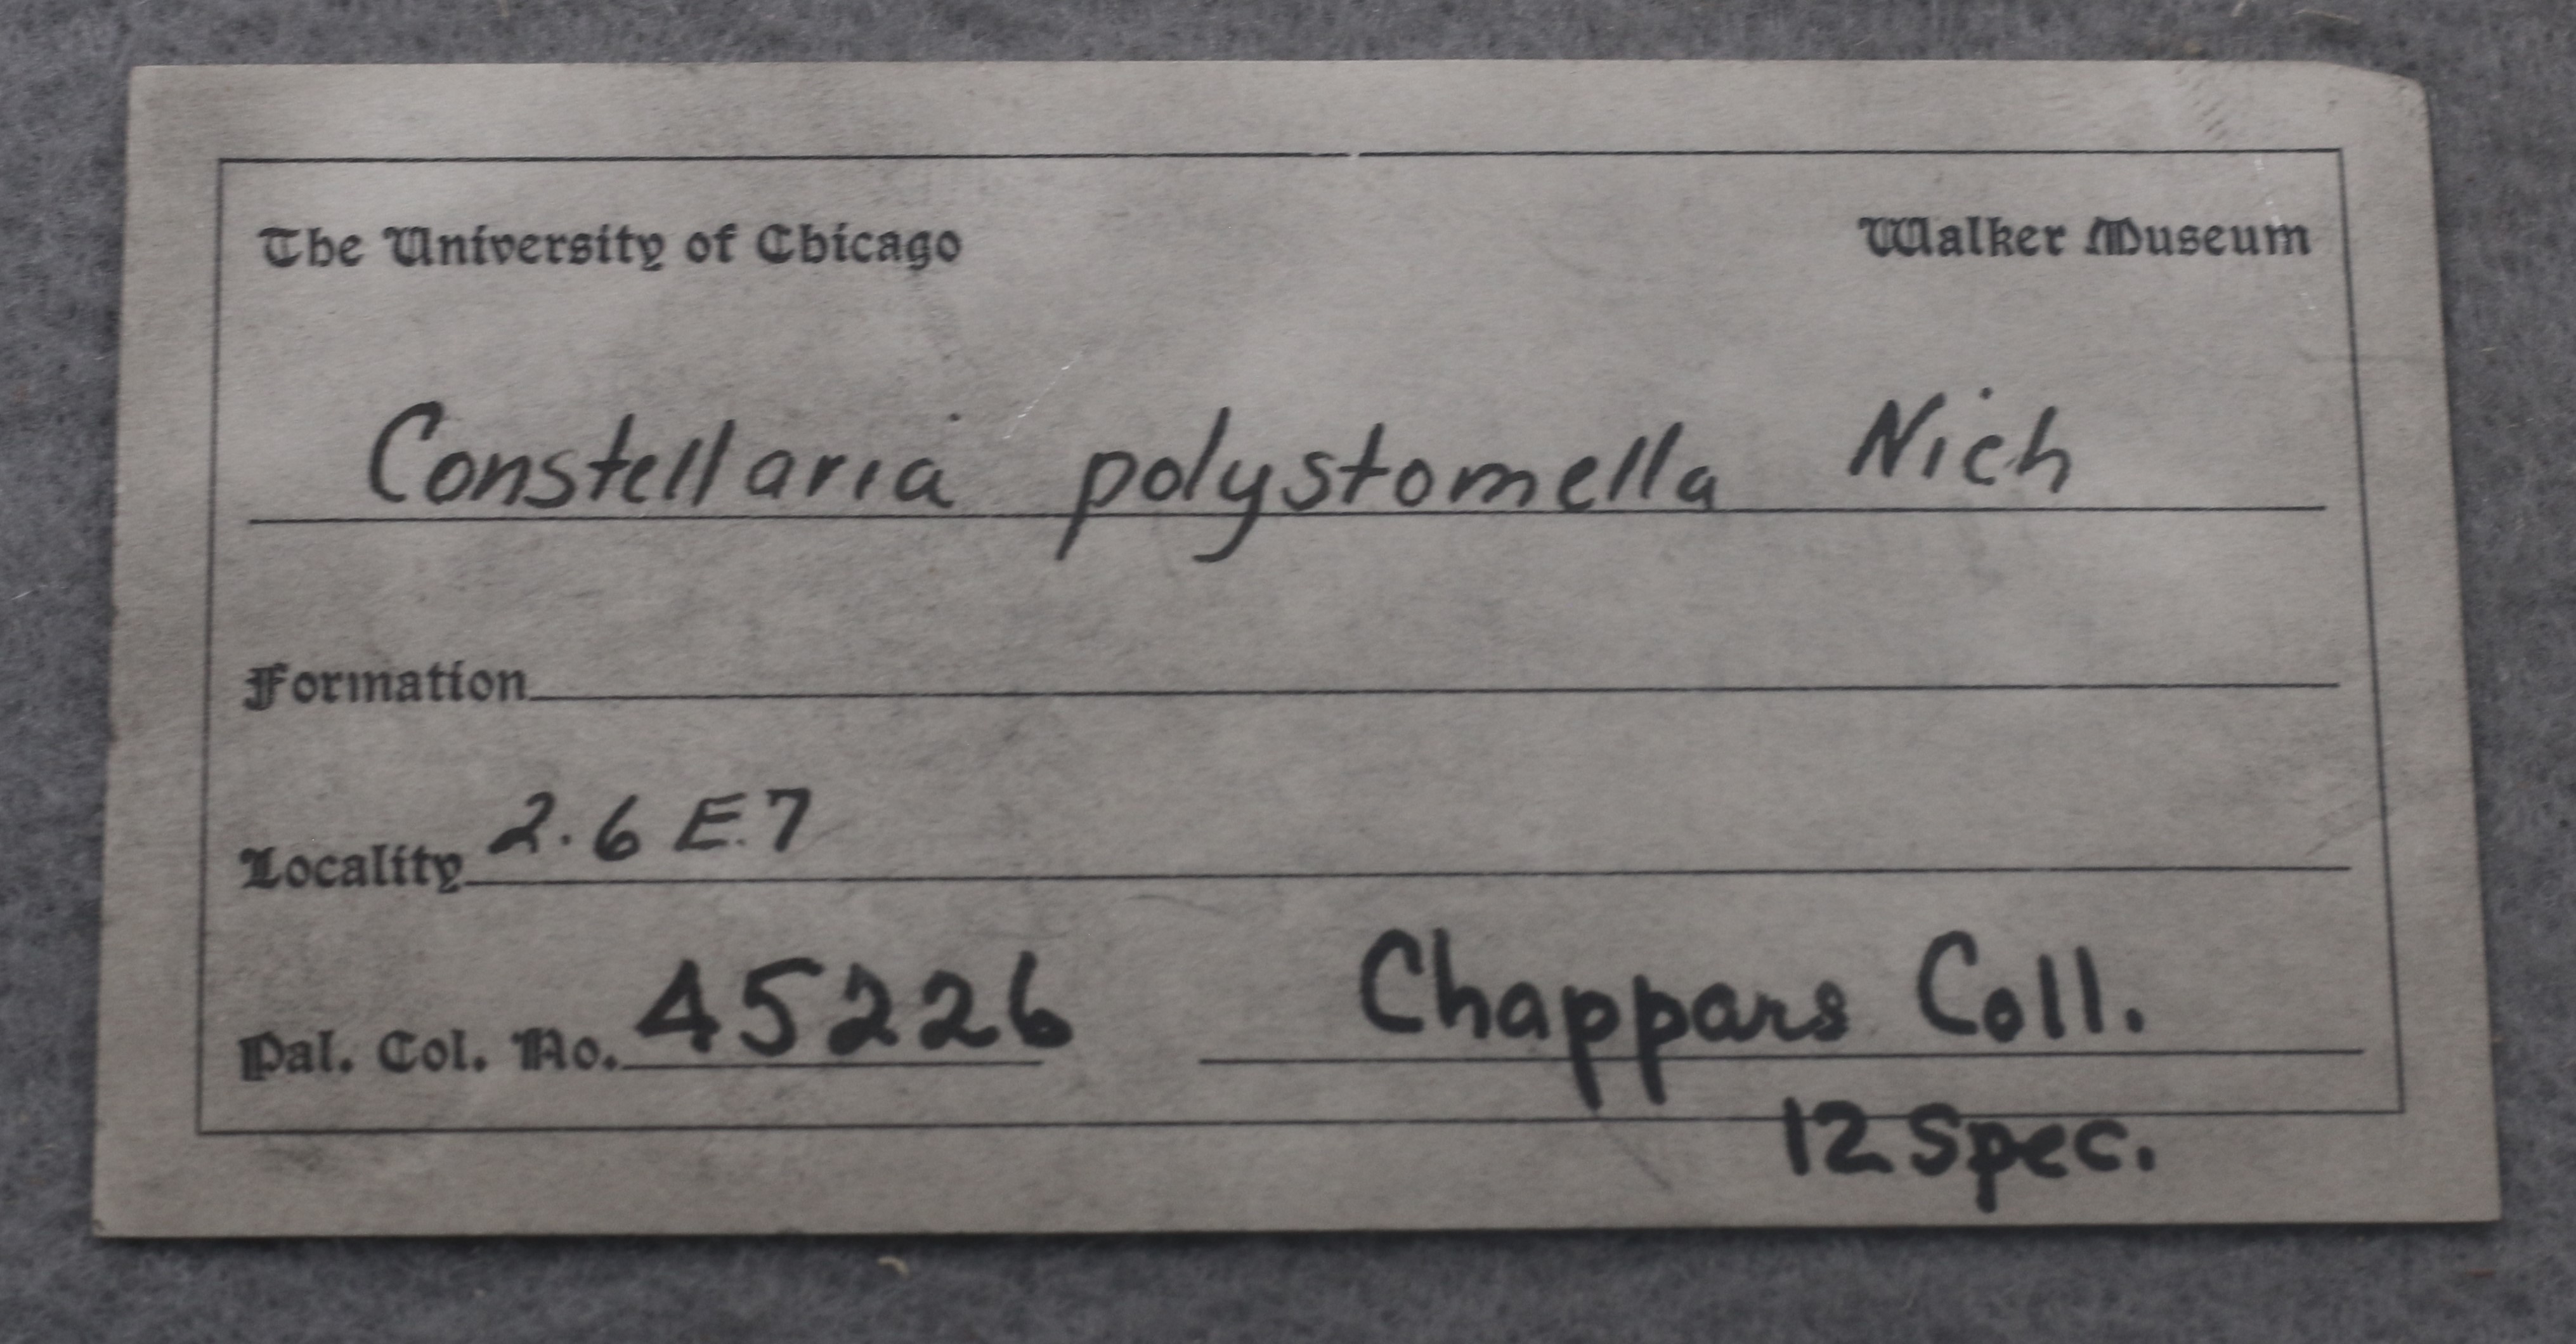 The University of Chicago Walker Museum
Constellaria polystomella Nich
Formation
Locality 2.6 E.7
Pal. Col. No. 45226 Chappars Coll.
12 Spec.